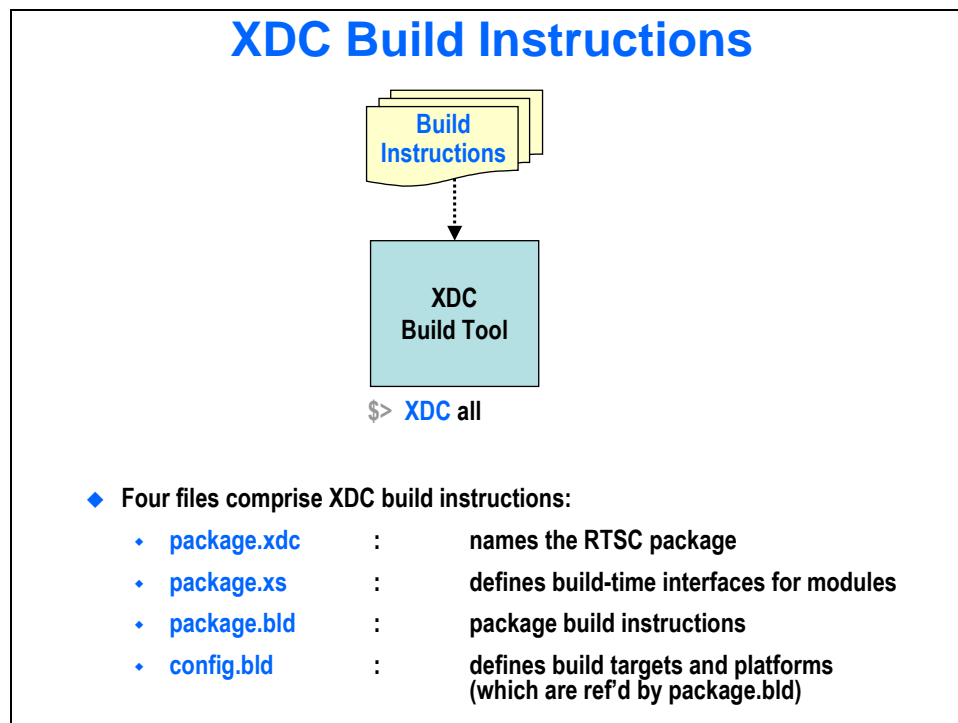 XDC Build Instructions
Build
Instructions
XDC
Build Tool
$> XDC all
Four files comprise XDC build instructions:
package.xdc : names the RTSC package
package.xs : defines build-time interfaces for modules
package.bld : package build instructions
config.bld : defines build targets and platforms
(which are ref’d by package.bld)